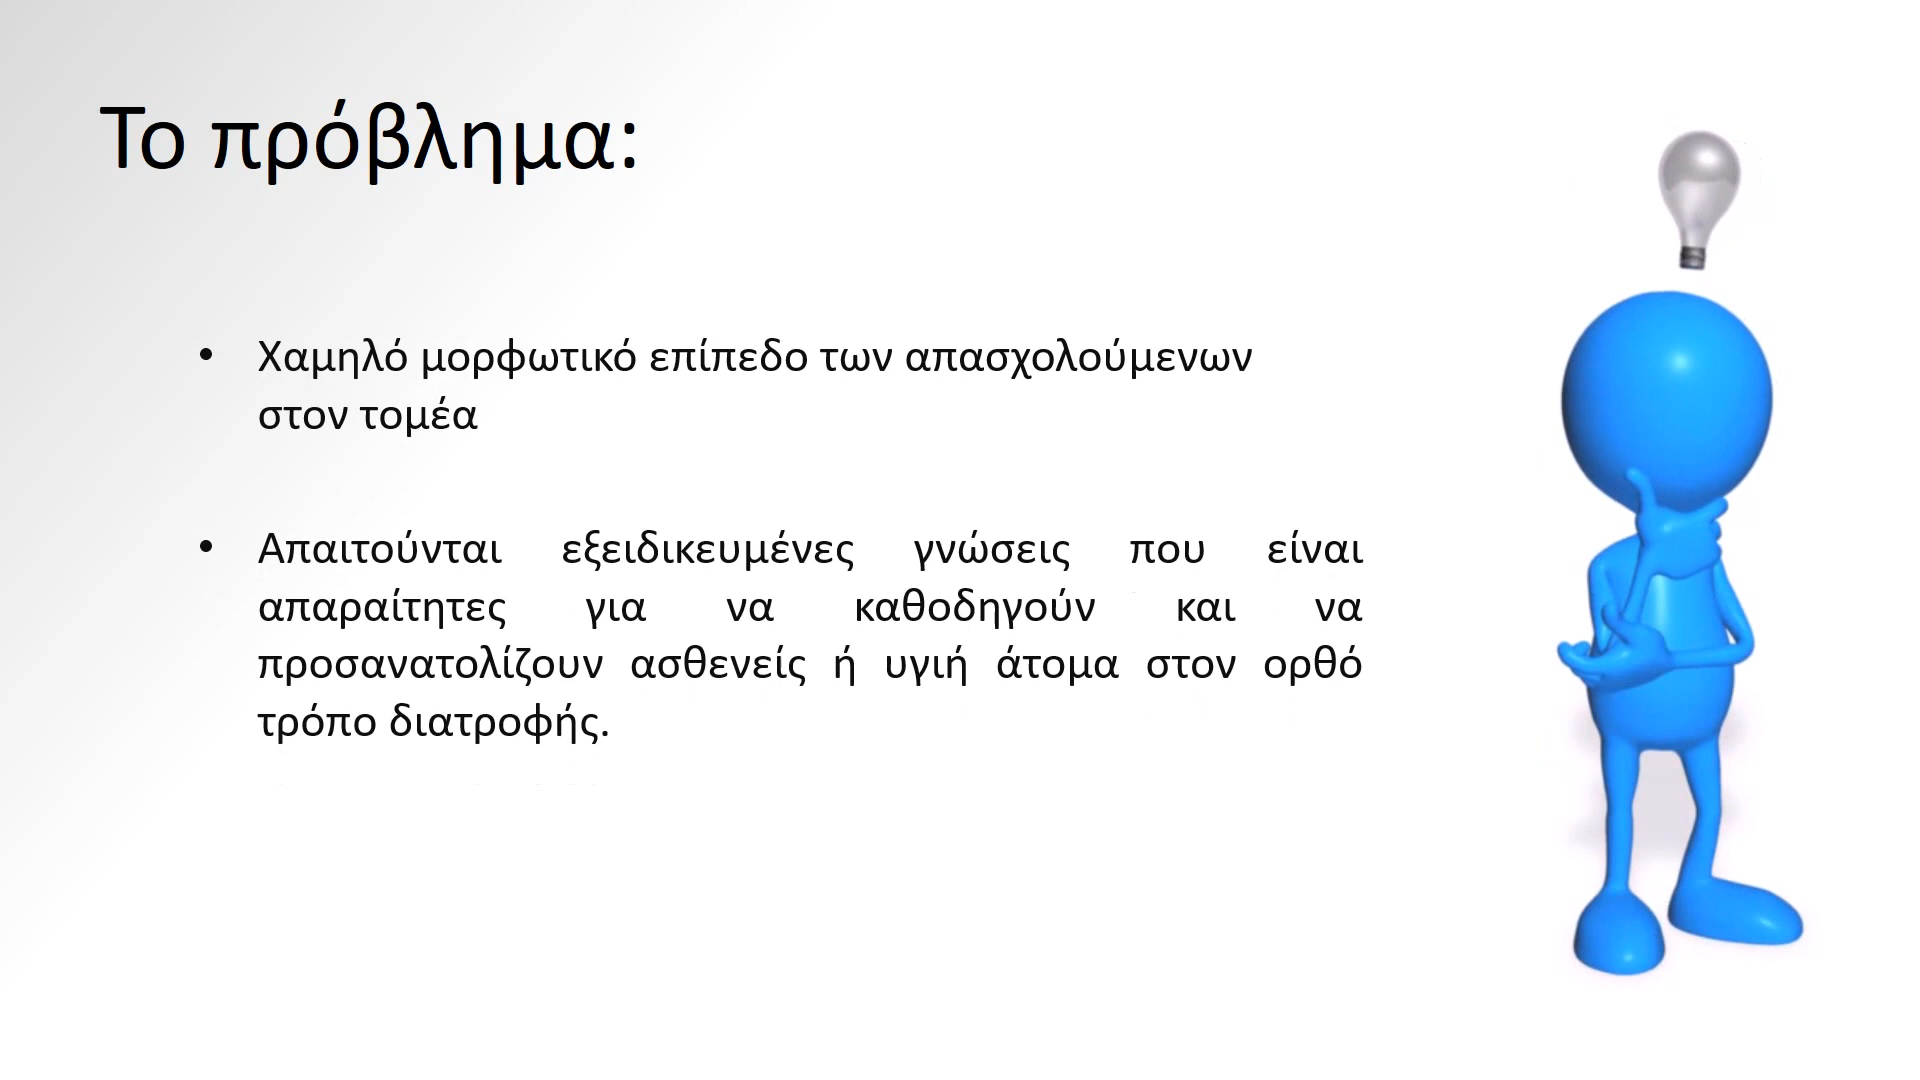 Το πρόβλημα:
• Χαμηλό μορφωτικό επίπεδο των απασχολούμενων
στον τομέα
• Απαιτούνται εξειδικευμένες γνώσεις που είναι
απαραίτητες για να καθοδηγούν και να
προσανατολίζουν ασθενείς ή υγιή άτομα στον ορθό
τρόπο διατροφής.